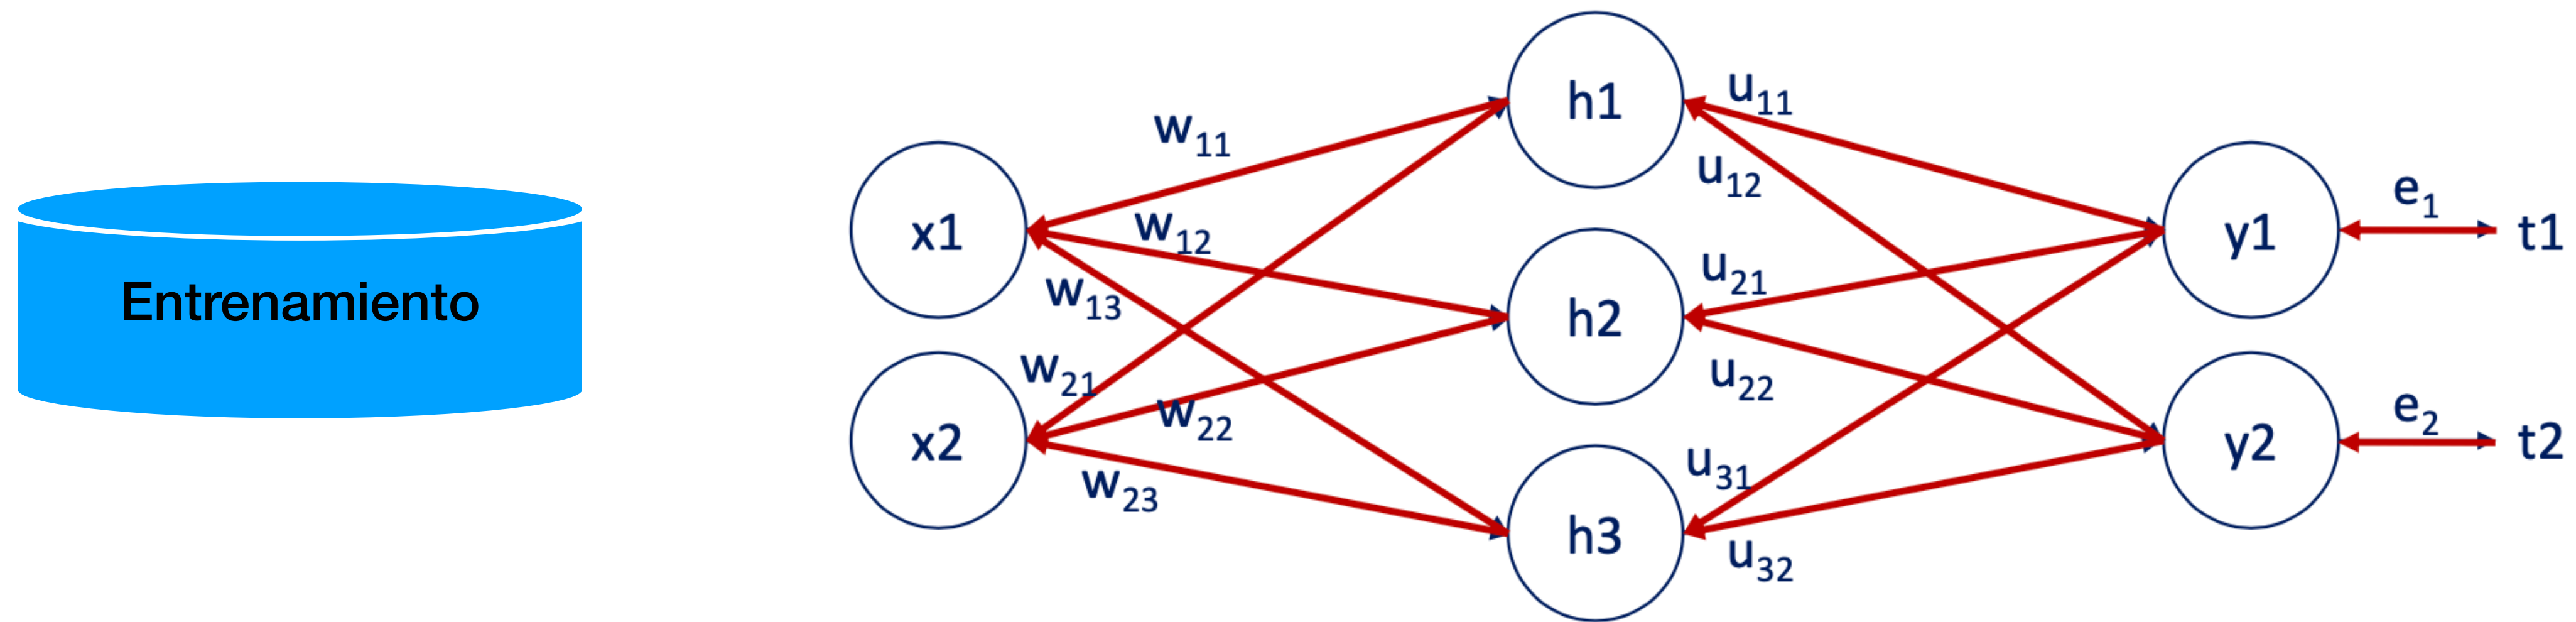 Entrenamiento
x1
x2
w11
w12
w13
w21
w22
w23
h1
h2
h3
u11
u12
u21
u22
u31
u32
y1
y2
e1
e2
t1
t2